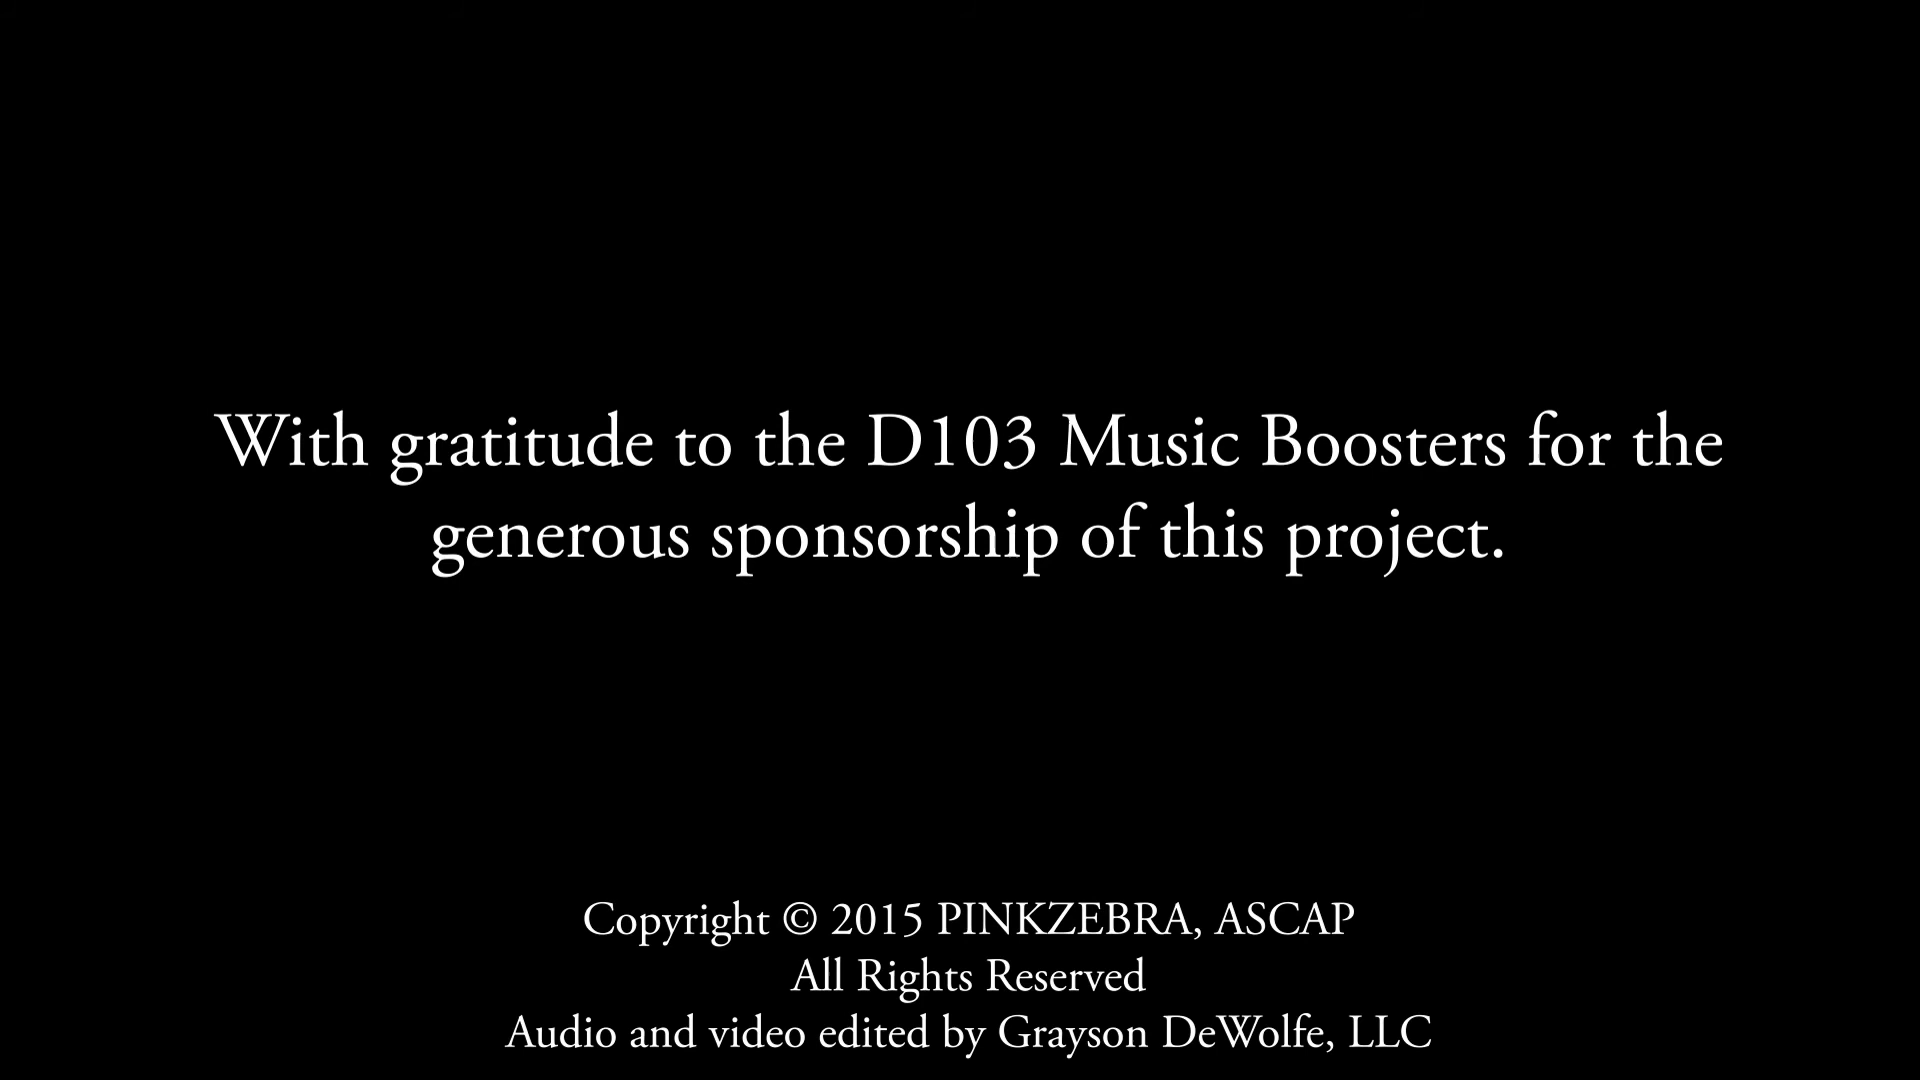 With gratitude to the D103 Music Boosters for the
generous sponsorship of this project.
Copyright © 2015 PINKZEBRA, ASCAP
All Rights Reserved
Audio and video edited by Grayson DeWolfe, LLC